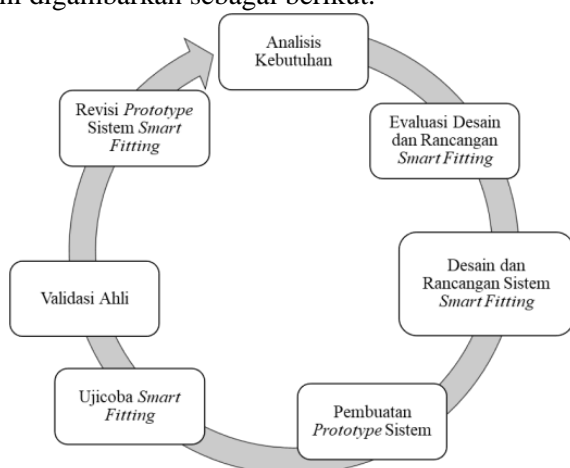 ini digambarkan sebagai berikut:
Analisis
Kebutuhan
Evaluasi Desain
dan Rancangan
Smart Fitting
Desain dan
Rancangan Sistem
Smart Fitting
Pembuatan
Prototype Sistem
Ujicoba Smart
Fitting
Validasi Ahli
Revisi Prototype
Sistem Smart
Fitting